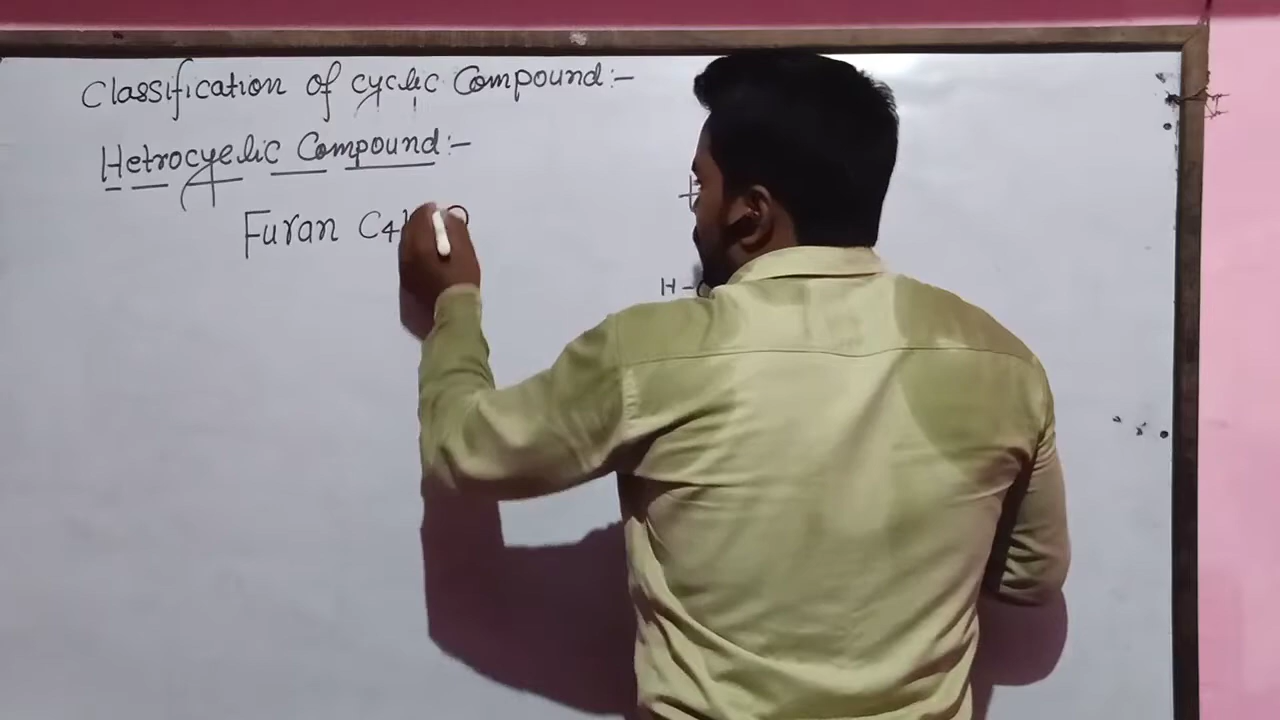 Classification of cyclic Compound:-
Hetrocyclic Compound:-
Furan C4
H-